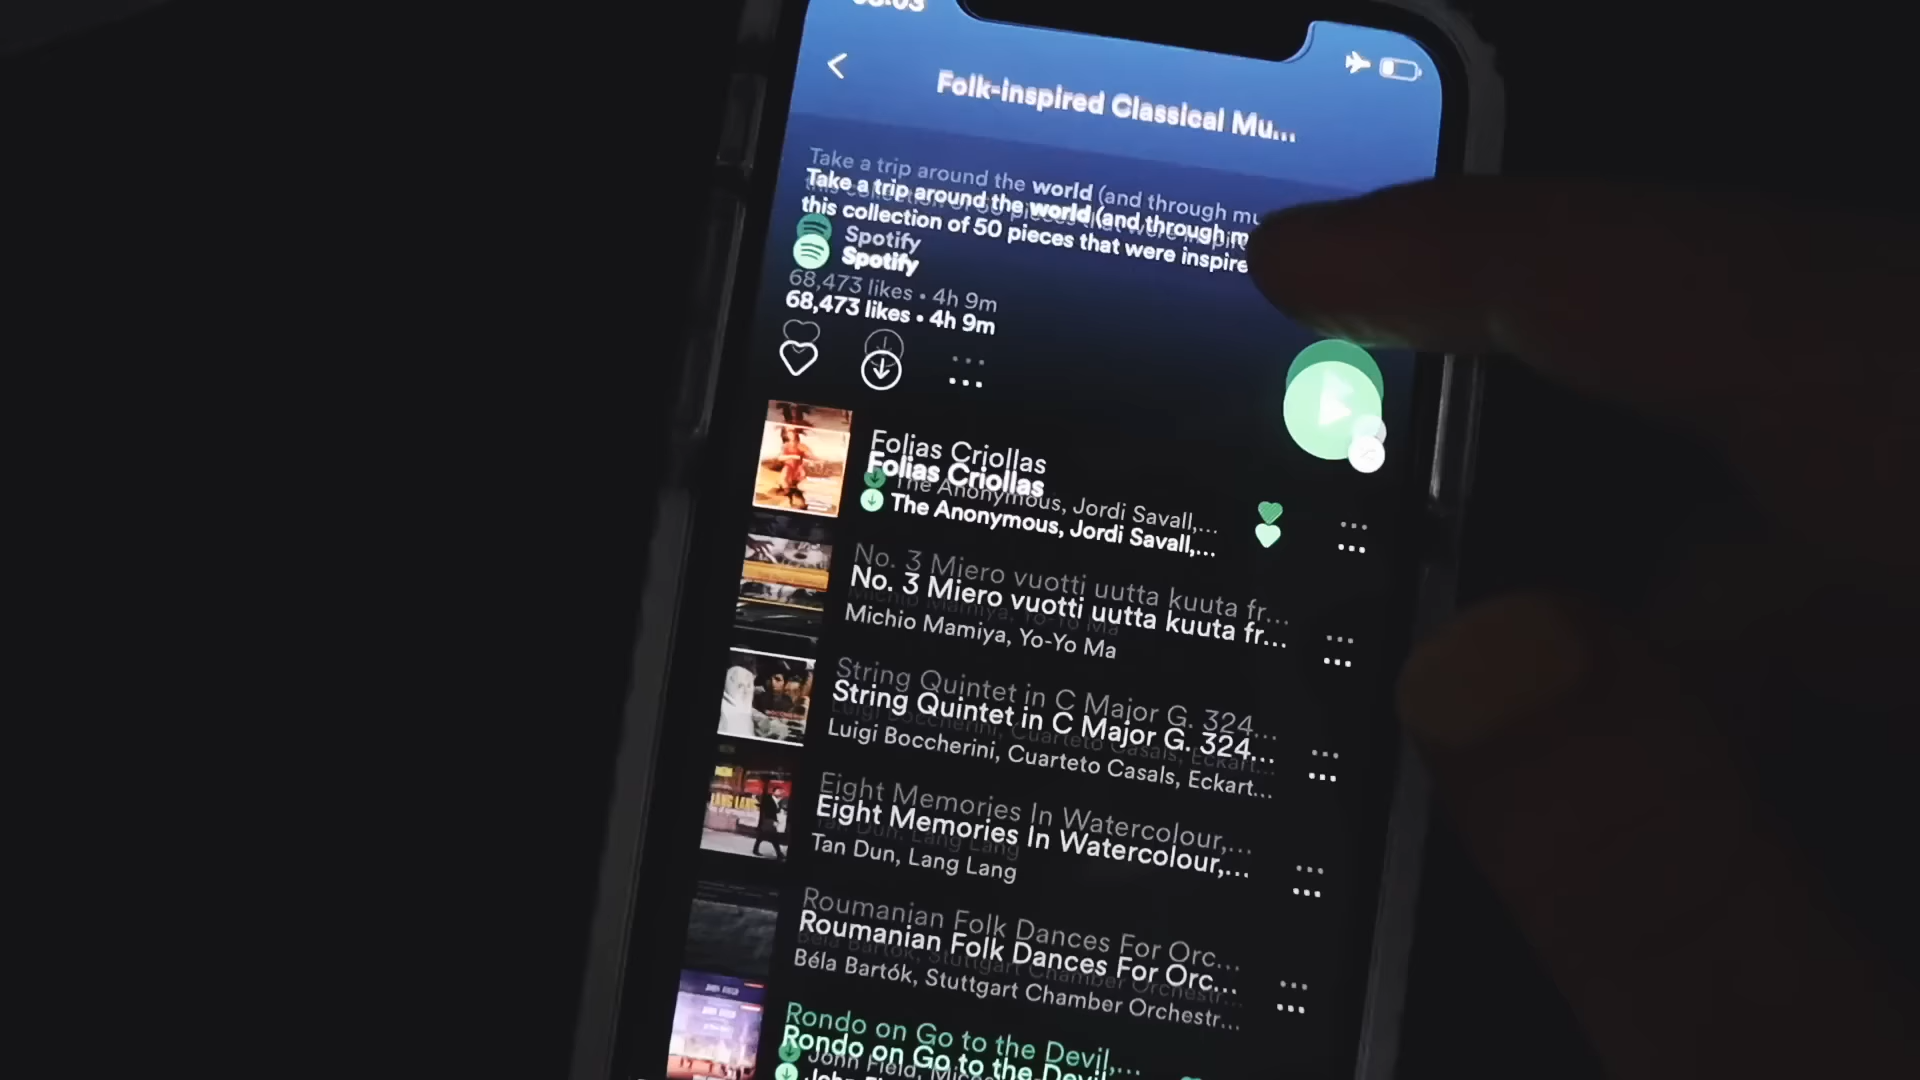 Folk-inspired Classical Mu...
Take a trip around the world (and through
this collection of 50 pieces that were inspire
Spotify
68,473 likes • 4h 9m
Folias Criollas
The Anonymous, Jordi Savall,...
No. 3 Miero vuotti uutta kuuta fr...
Michio Mamiya, Yo-Yo Ma
String Quintet in C Major G. 324...
Luigi Boccherini, Cuarteto Casals, Eckart...
Eight Memories In Watercolour,...
Tan Dun, Lang Lang
Roumanian Folk Dances For Orc...
Béla Bartók, Stuttgart Chamber Orchestr...
Rondo on Go to the Devil,...
John Field,